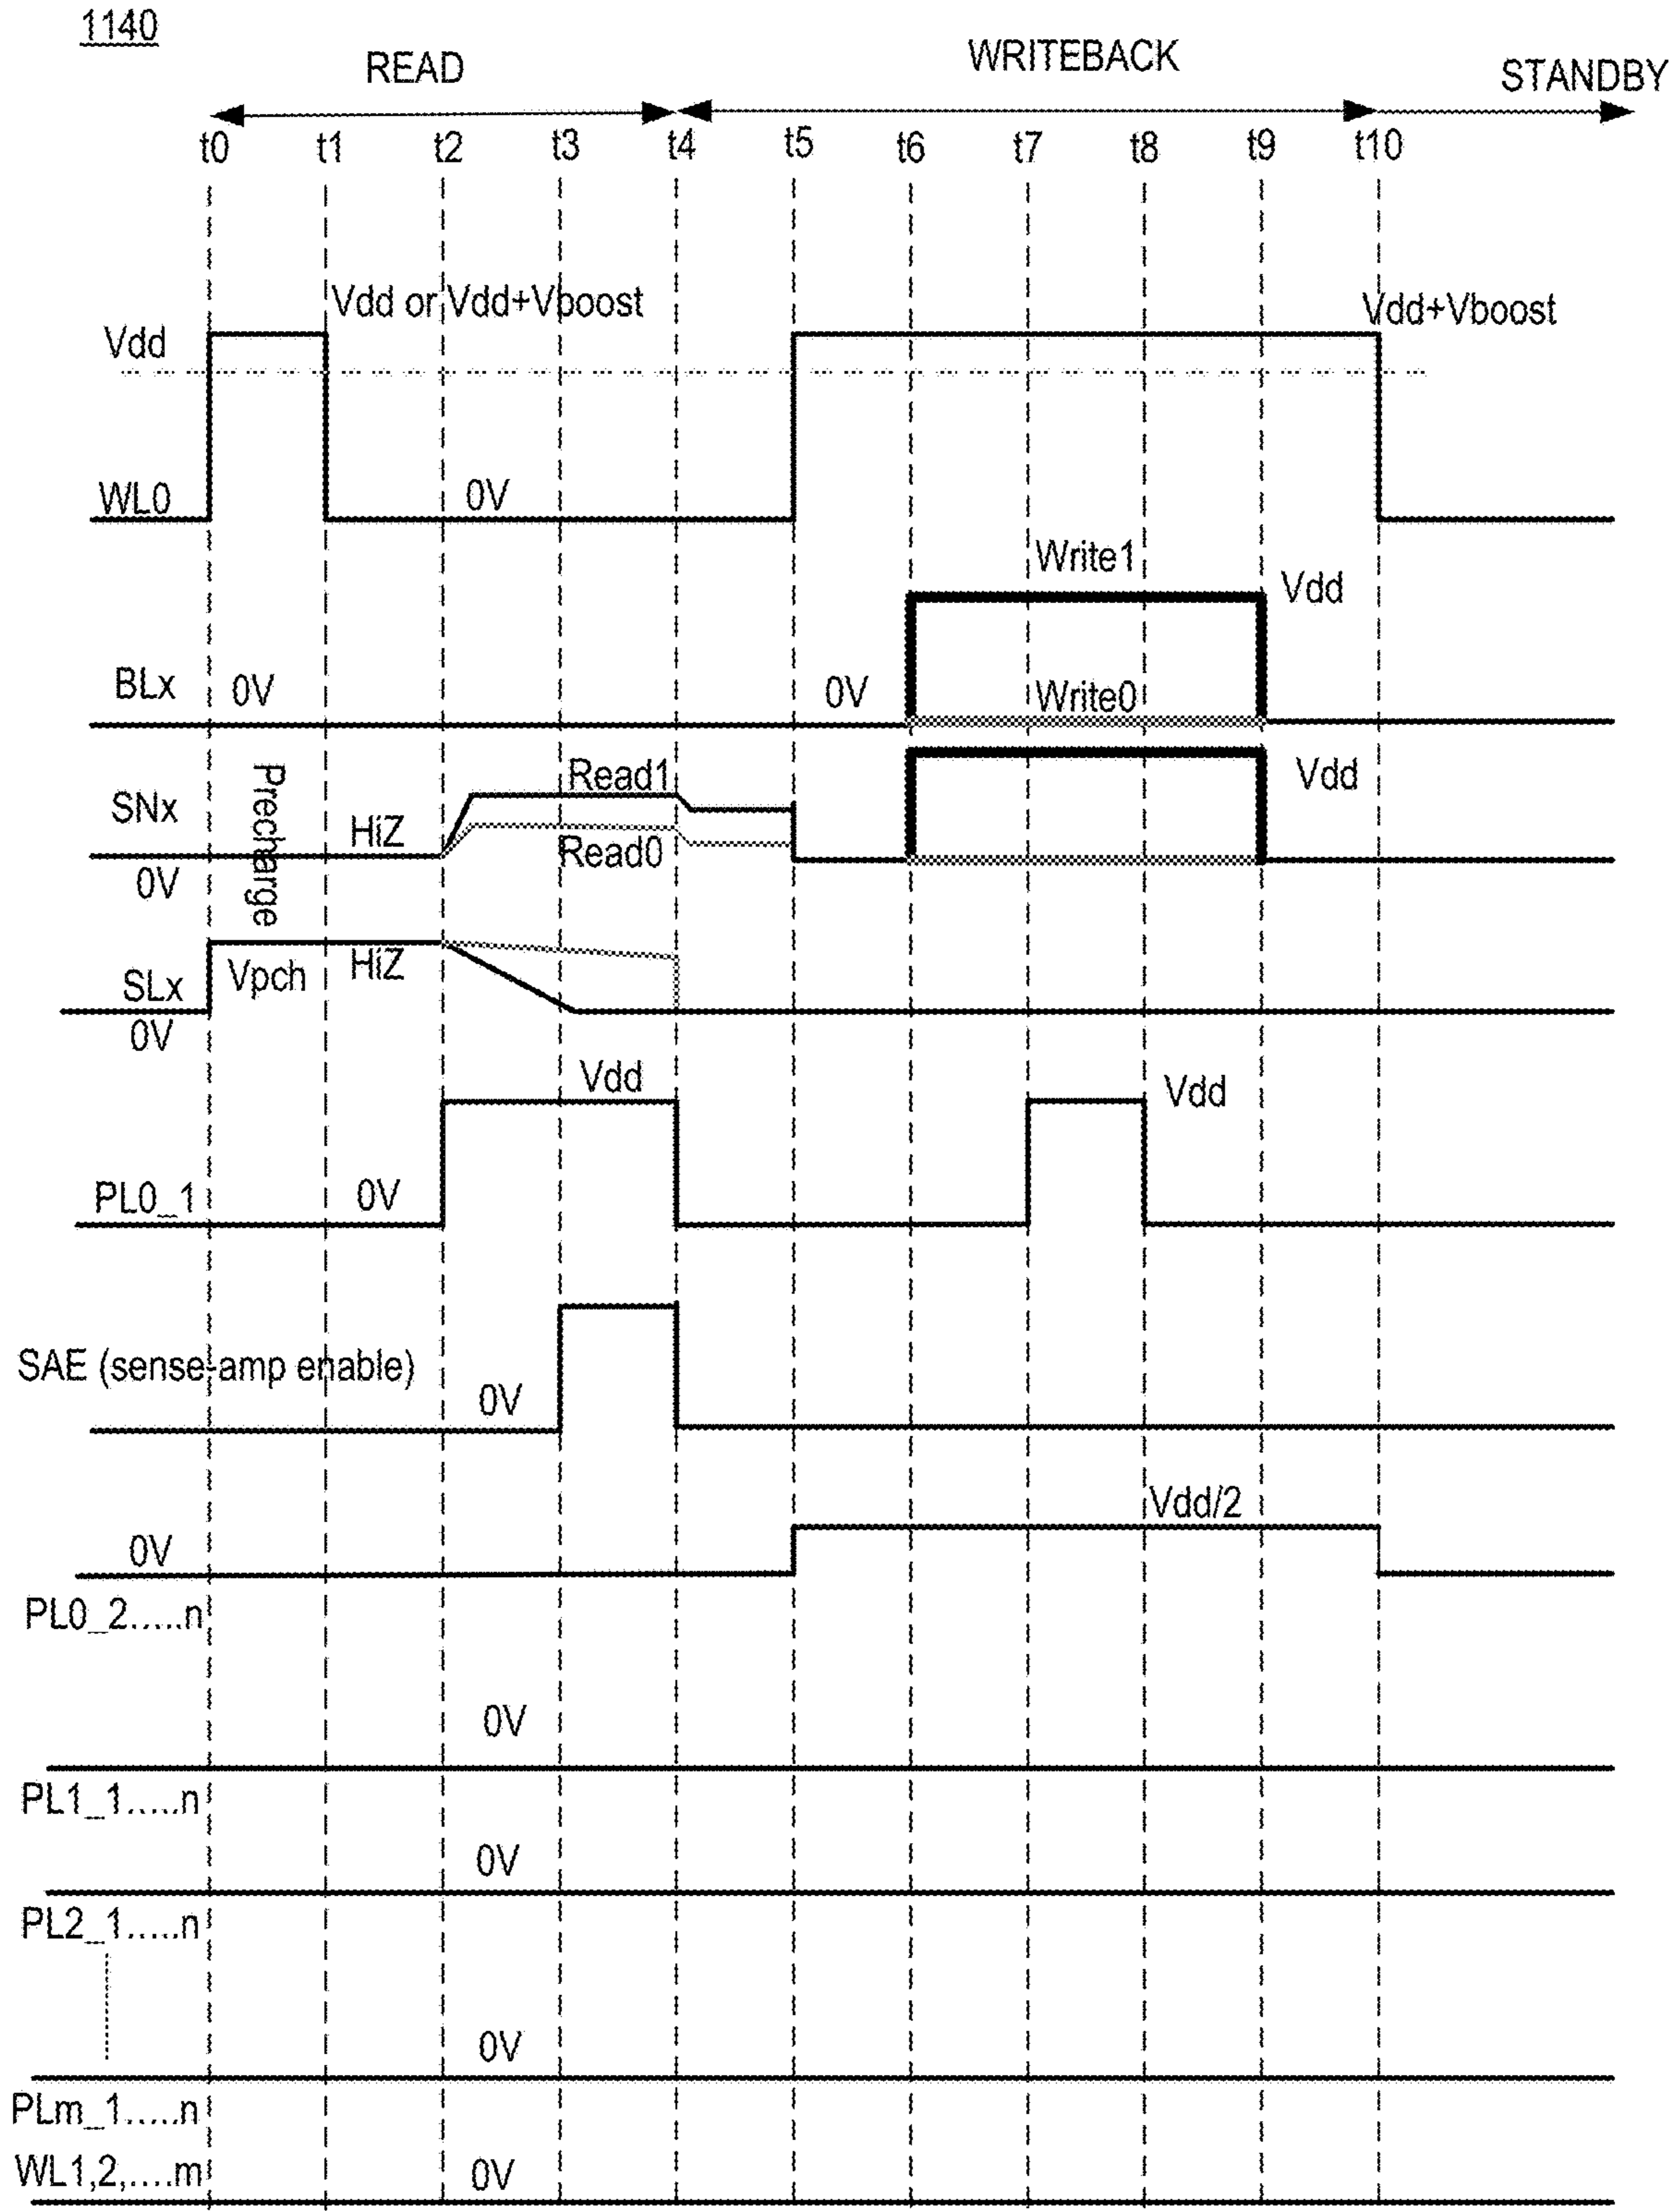 1140
READ
WRITEBACK
STANDBY
t0 t1 t2 t3 t4 t5 t6 t7 t8 t9 t10
Vdd or Vdd+Vboost
Vdd+Vboost
Vdd
WL0
0V
Write1
Vdd
BLx
0V
0V
Write0
Precharge
Read1
Vdd
SNx
HiZ
Read0
0V
HiZ
Vpch
SLx
0V
Vdd
Vdd
PL0_1
0V
SAE (sense-amp enable)
0V
Vdd/2
0V
PL0_2.....n
0V
PL1_1.....n
0V
PL2_1.....n
0V
PLm_1.....n
WL1,2,....m
0V